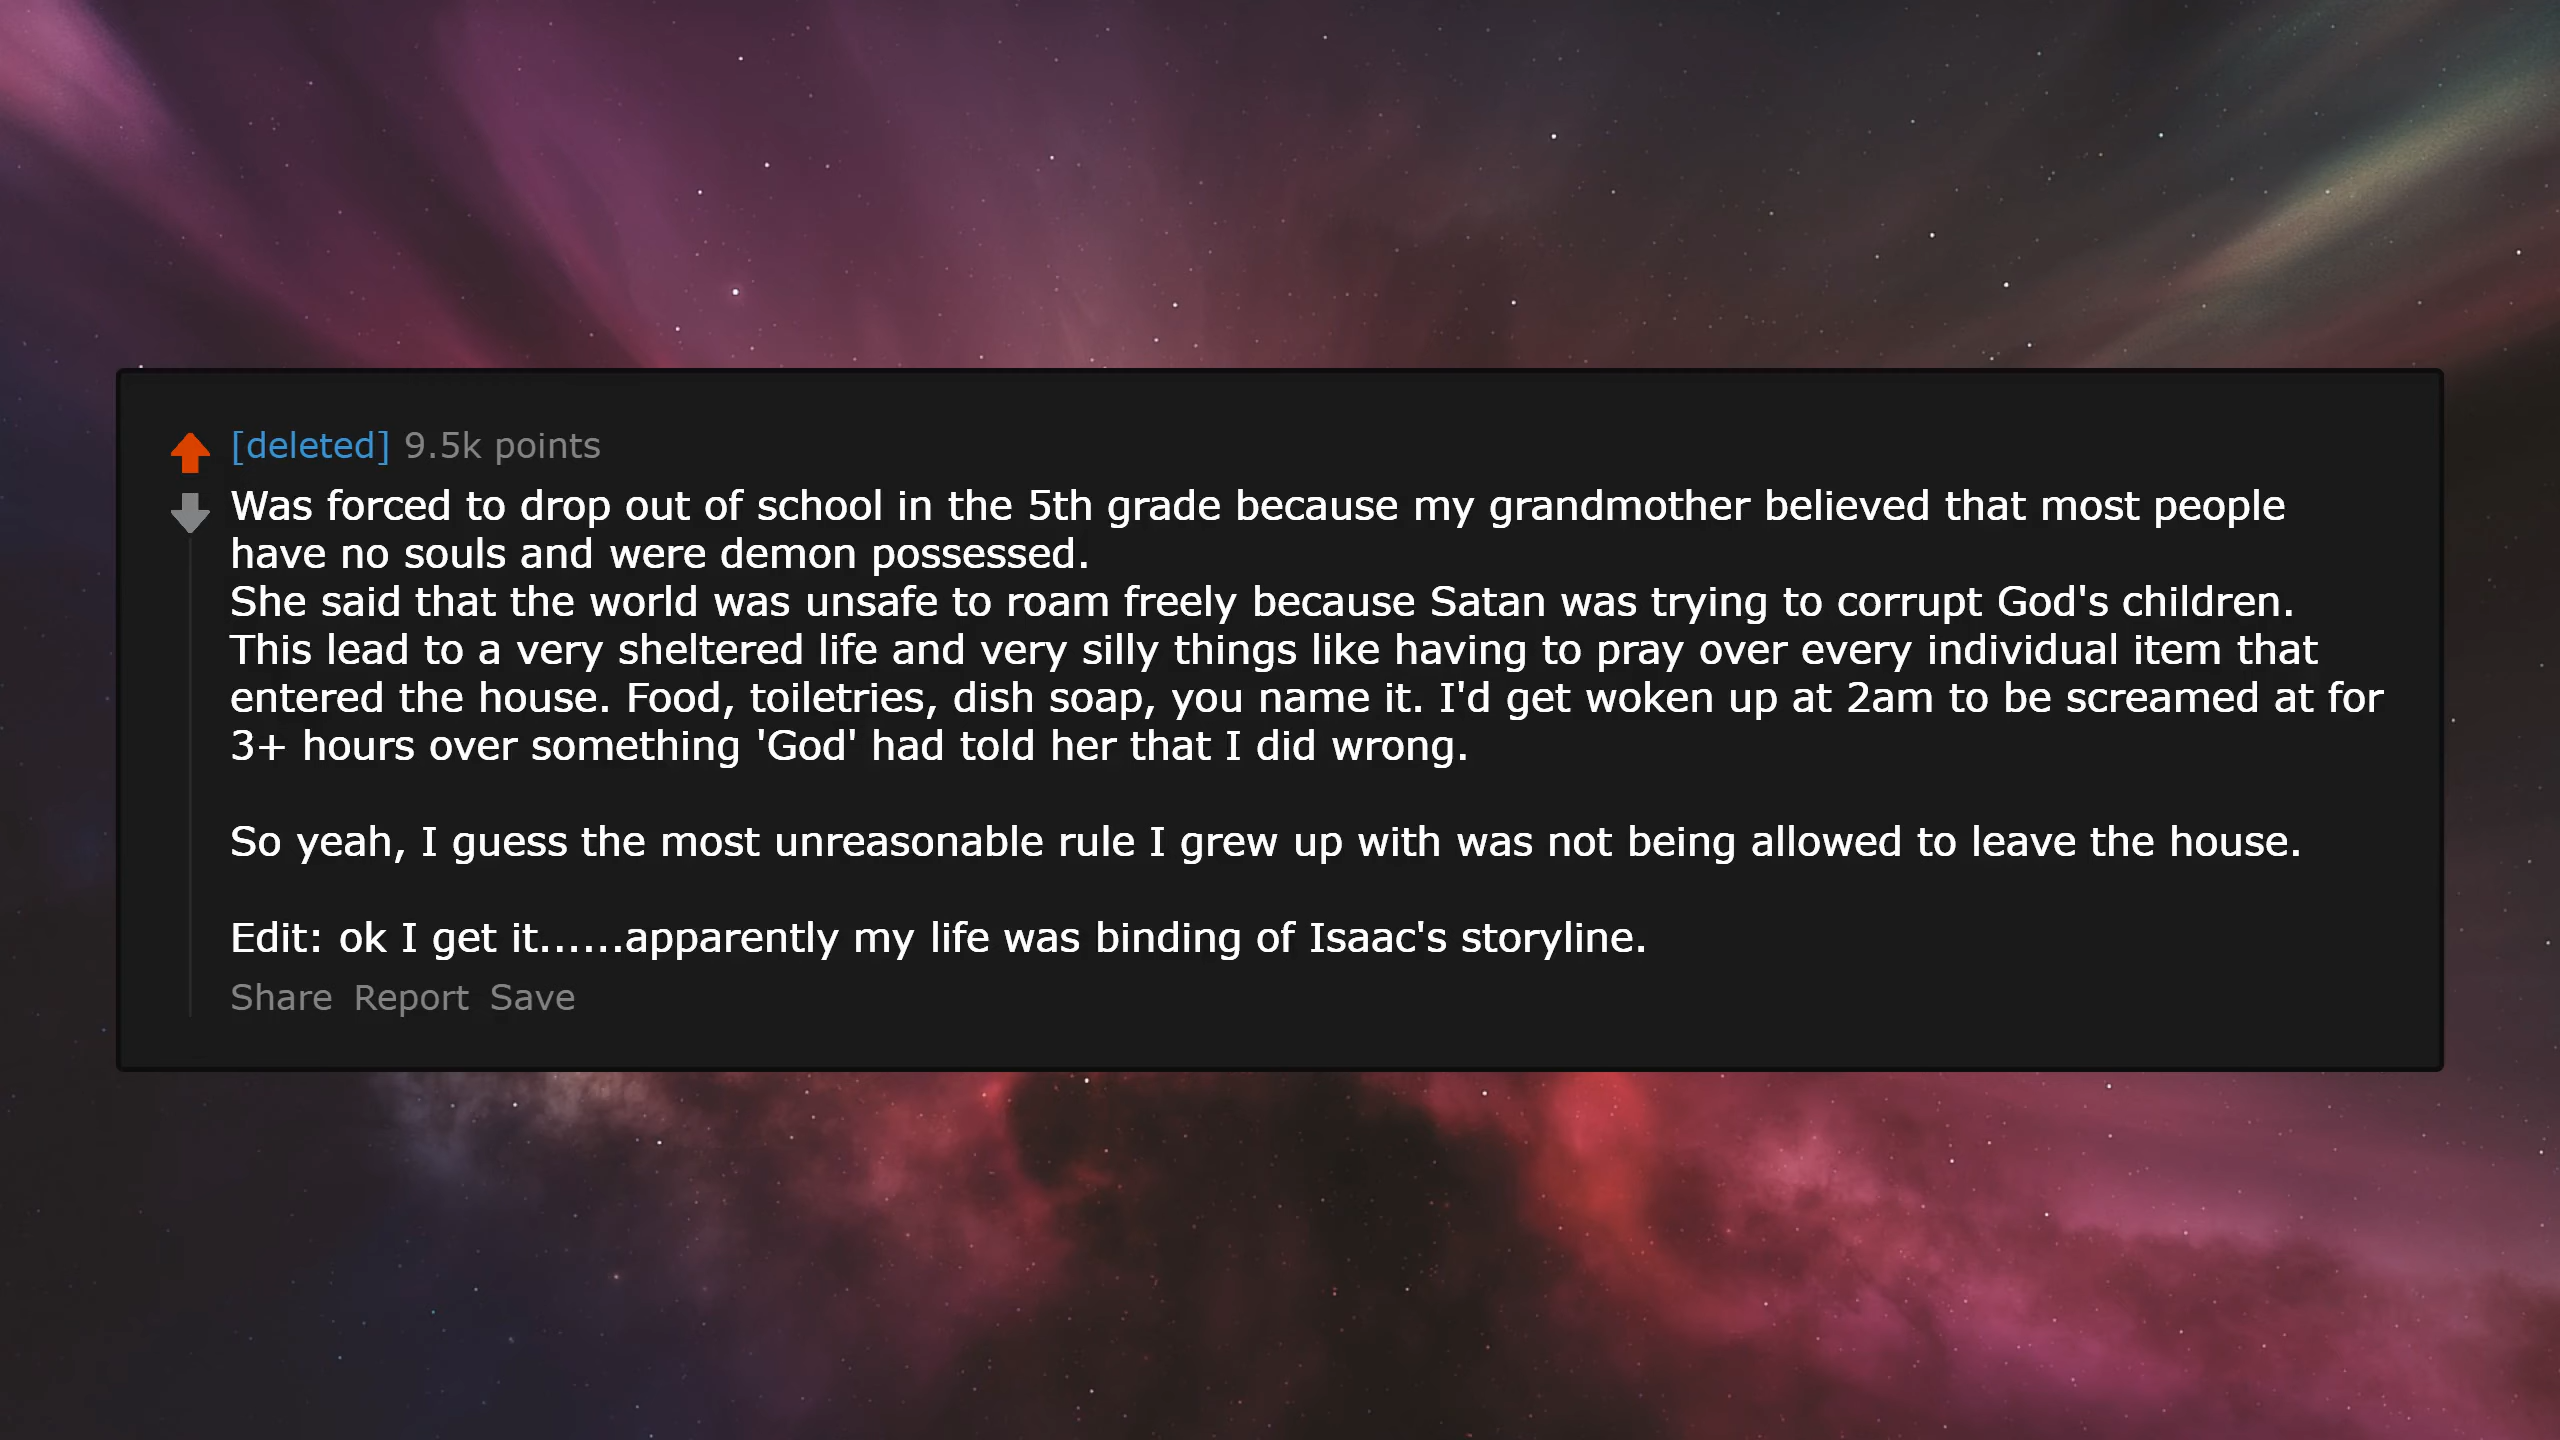 [deleted] 9.5k points
Was forced to drop out of school in the 5th grade because my grandmother believed that most people
have no souls and were demon possessed.
She said that the world was unsafe to roam freely because Satan was trying to corrupt God's children.
This lead to a very sheltered life and very silly things like having to pray over every individual item that
entered the house. Food, toiletries, dish soap, you name it. I'd get woken up at 2am to be screamed at for
3+ hours over something 'God' had told her that I did wrong.
So yeah, I guess the most unreasonable rule I grew up with was not being allowed to leave the house.
Edit: ok I get it......apparently my life was binding of Isaac's storyline.
Share Report Save